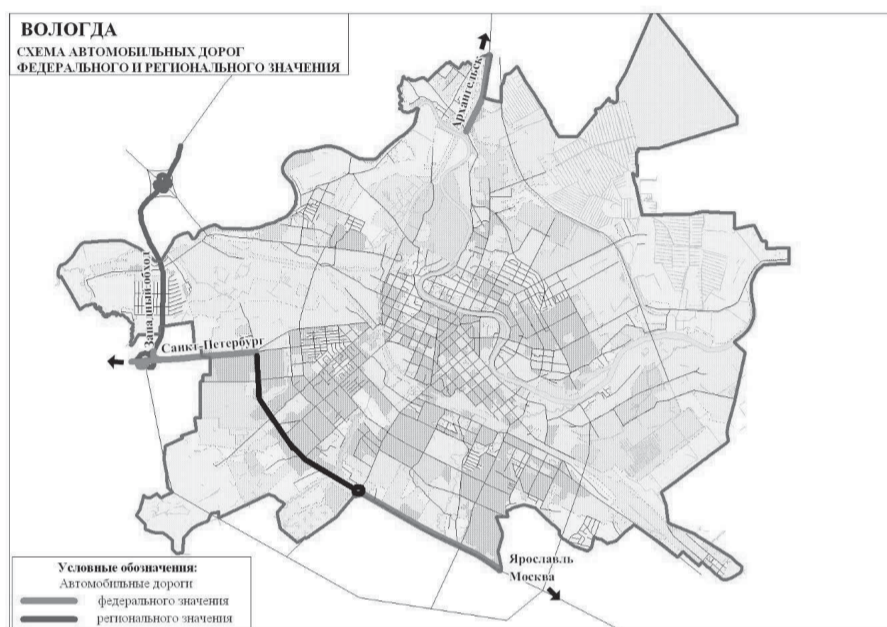 ВОЛОГДА
СХЕМА АВТОМОБИЛЬНЫХ ДОРОГ
ФЕДЕРАЛЬНОГО И РЕГИОНАЛЬНОГО ЗНАЧЕНИЯ
Архангельск
Западный обход
Санкт-Петербург
Ярославль
Москва
Условные обозначения:
Автомобильные дороги
федерального значения
регионального значения